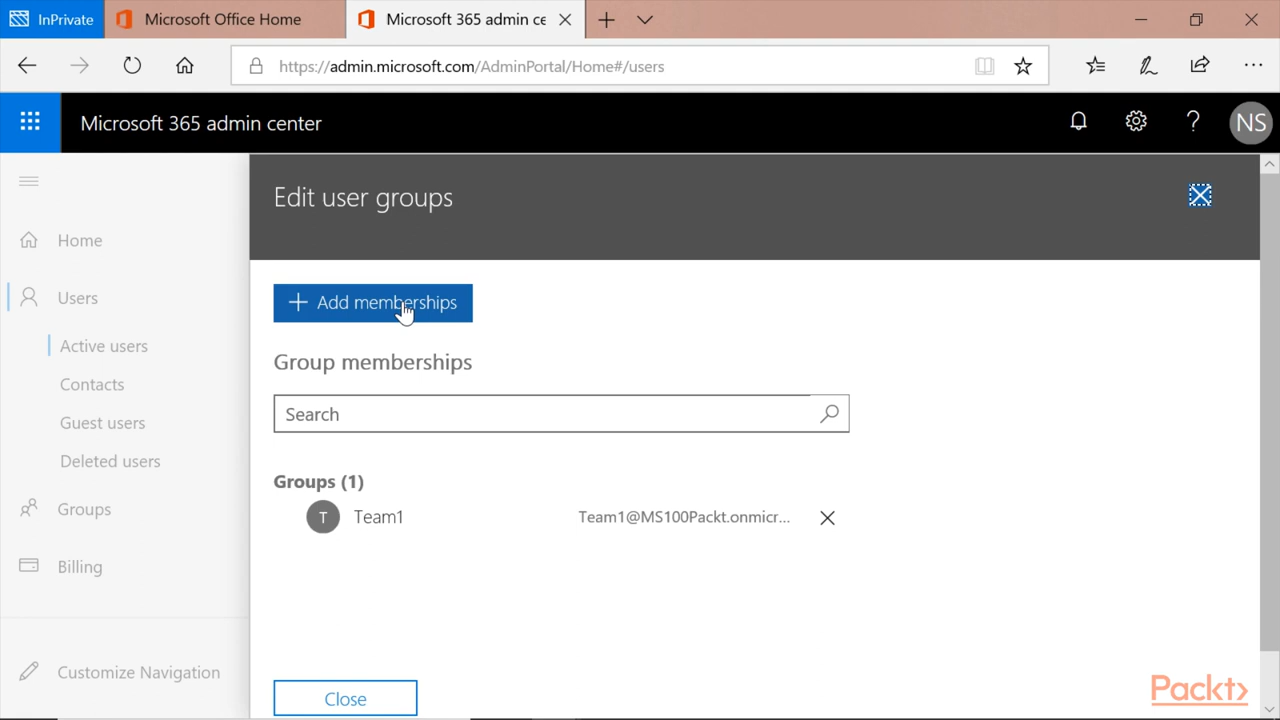 InPrivate
Microsoft Office Home
Microsoft 365 admin ce
https://admin.microsoft.com/AdminPortal/Home#/users
Microsoft 365 admin center
NS
Home
Users
Active users
Contacts
Guest users
Deleted users
Groups
Billing
Customize Navigation
Edit user groups
Add memberships
Group memberships
Search
Groups (1)
T Team1 Team1@MS100Packt.onmicr...
Close
Packt>